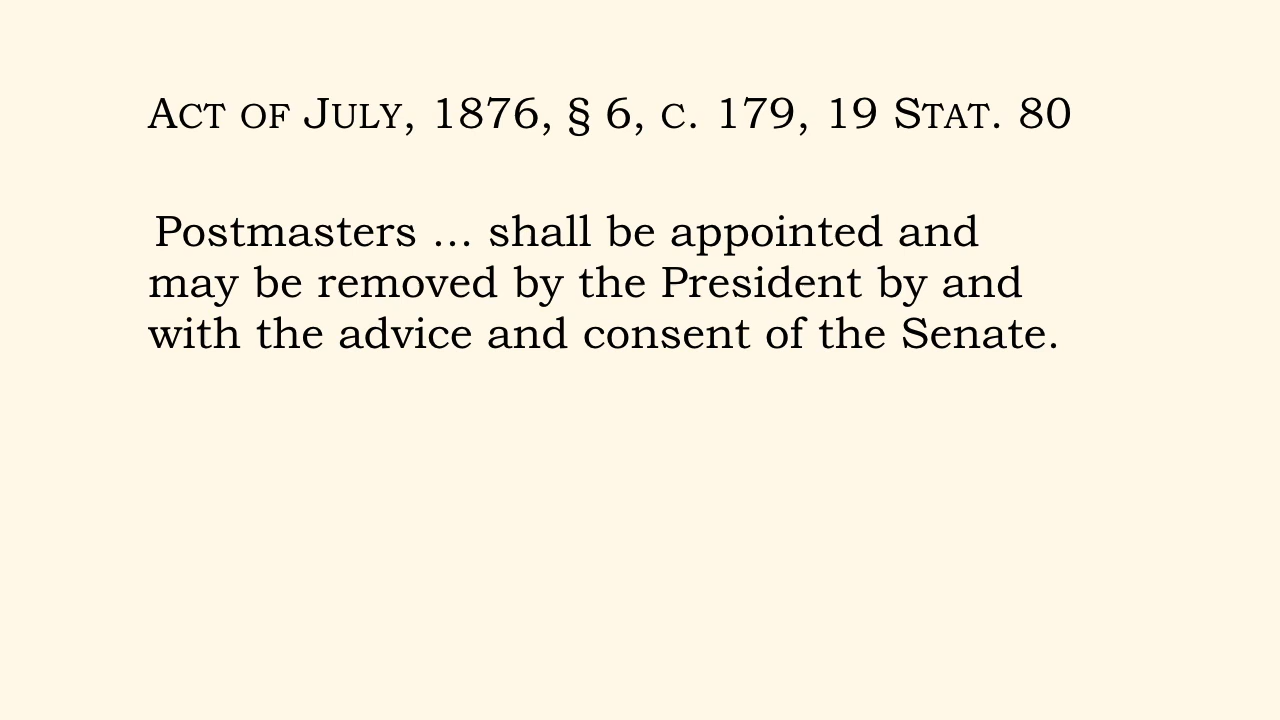 Act of July, 1876, § 6, c. 179, 19 Stat. 80
Postmasters … shall be appointed and
may be removed by the President by and
with the advice and consent of the Senate.